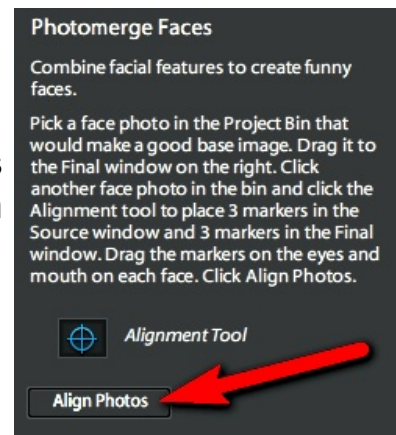 Photomerge Faces
Combine facial features to create funny
faces.
Pick a face photo in the Project Bin that
would make a good base image. Drag it to
the Final window on the right. Click
another face photo in the bin and click the
Alignment tool to place 3 markers in the
Source window and 3 markers in the Final
window. Drag the markers on the eyes and
mouth on each face. Click Align Photos.
Alignment Tool
Align Photos